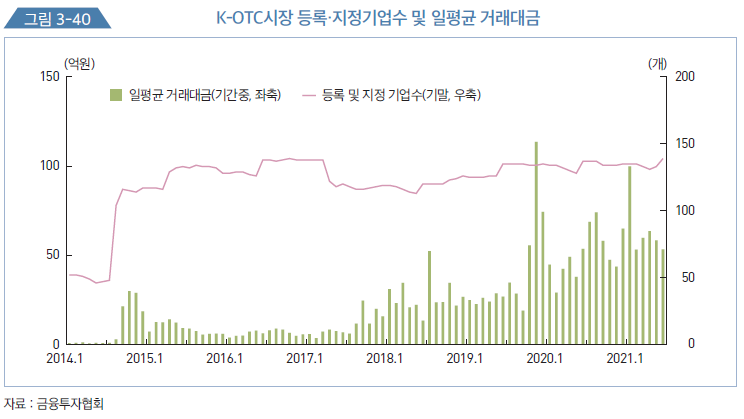 그림 3-40
K-OTC시장 등록·지정기업수 및 일평균 거래대금
(억원)
(개)
150
200
일평균 거래대금(기간중, 좌축)
등록 및 지정 기업수(기말, 우축)
150
100
100
50
50
0
0
2014.1
2015.1
2016.1
2017.1
2018.1
2019.1
2020.1
2021.1
자료 : 금융투자협회